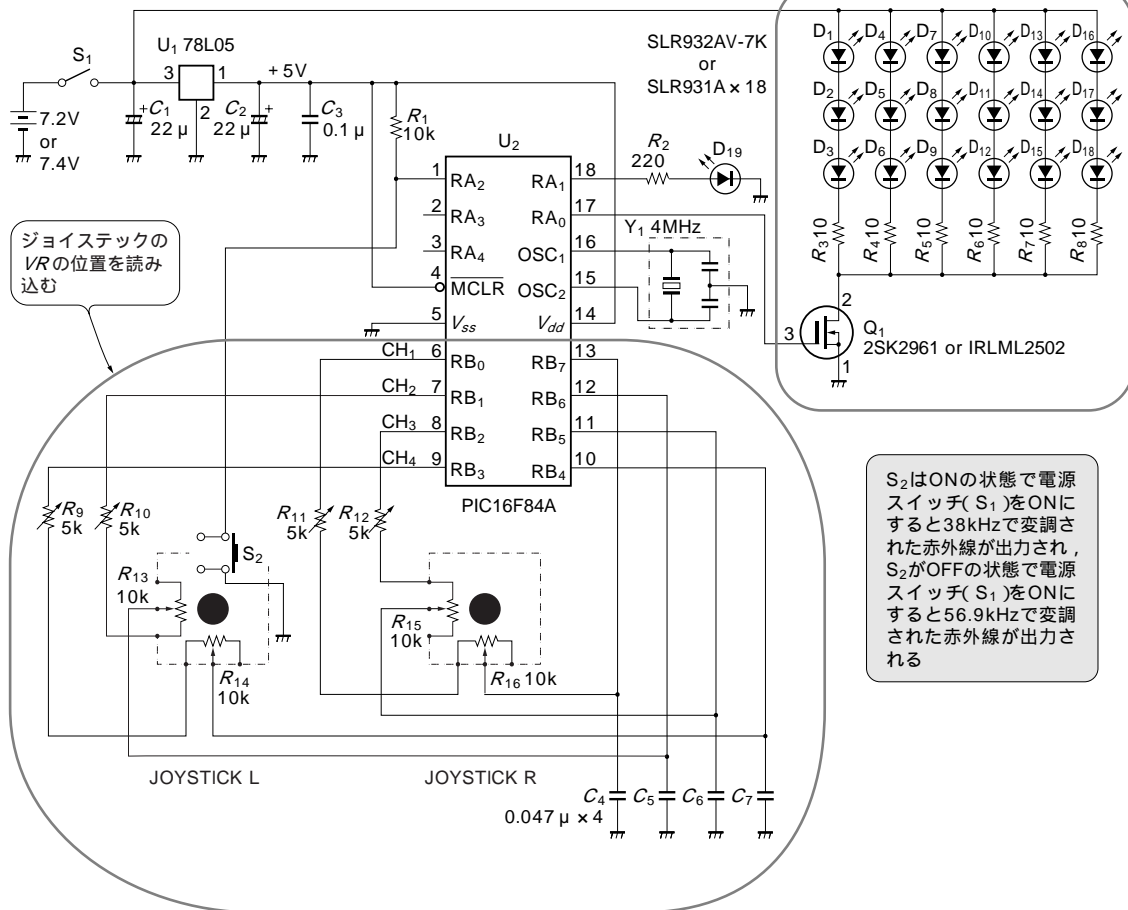 S1
U1 78L05
3
1
2
+5V
7.2V
or
7.4V
C1
22μ
C2
22μ
C3
0.1μ
R1
10k
SLR932AV-7K
or
SLR931A×18
D1
D4
D7
D10
D13
D16
D2
D5
D8
D11
D14
D17
D3
D6
D9
D12
D15
D18
R3 10
R4 10
R5 10
R6 10
R7 10
R8 10
2
3
1
Q1
2SK2961 or IRLML2502
U2
1 RA2
2 RA3
3 RA4
4 MCLR
5 Vss
6 RB0
7 RB1
8 RB2
9 RB3
RA1 18
RA0 17
OSC1 16
OSC2 15
Vdd 14
RB7 13
RB6 12
RB5 11
RB4 10
PIC16F84A
R2
220
D19
Y1 4MHz
ジョイステックの
VRの位置を読み
込む
CH1
CH2
CH3
CH4
R9
5k
R10
5k
R11
5k
R12
5k
S2
R13
10k
R14
10k
R15
10k
R16 10k
JOYSTICK L
JOYSTICK R
C4
C5
C6
C7
0.047μ×4
S2はONの状態で電源
スイッチ(S1)をONに
すると38kHzで変調さ
れた赤外線が出力され,
S2がOFFの状態で電源
スイッチ(S1)をONに
すると56.9kHzで変調
された赤外線が出力さ
れる